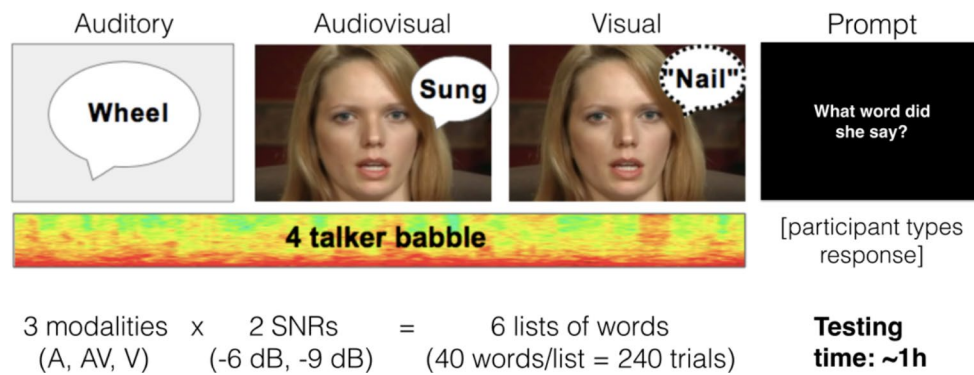 Auditory
Audiovisual
Visual
Prompt
Wheel
Sung
"Nail"
What word did
she say?
4 talker babble
[participant types
response]
3 modalities x 2 SNRs = 6 lists of words
(A, AV, V) (-6 dB, -9 dB) (40 words/list = 240 trials)
Testing
time: ~1h